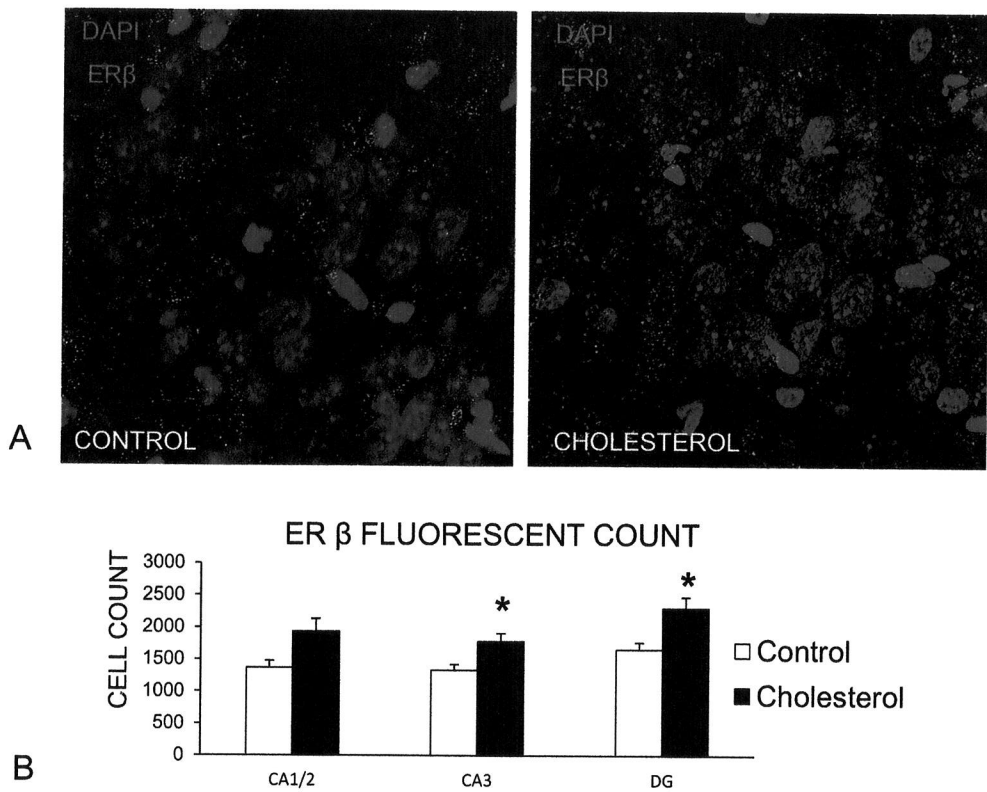 DAPI
ERβ
CONTROL
DAPI
ERβ
CHOLESTEROL
A
ER β FLUORESCENT COUNT
CELL COUNT
3000
2500
2000
1500
1000
500
0
*
*
CA1/2
CA3
DG
Control
Cholesterol
B